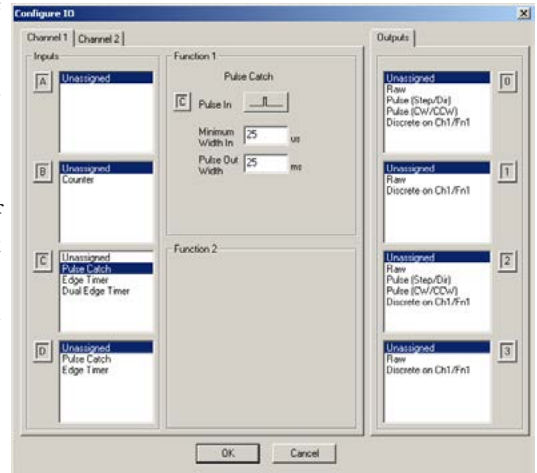 Configure IO
Channel 1
Channel 2
Inputs
A
Unassigned
B
Unassigned
Counter
C
Unassigned
Pulse Catch
Edge Timer
Dual Edge Timer
D
Unassigned
Pulse Catch
Edge Timer
Function 1
Pulse Catch
C
Pulse In
Minimum
Width In
25
us
Pulse Out
Width
25
ms
Function 2
Outputs
Unassigned
Raw
Pulse (Step/Dir)
Pulse (CW/CCW)
Discrete on Ch1/Fn1
0
Unassigned
Raw
Discrete on Ch1/Fn1
1
Unassigned
Raw
Pulse (Step/Dir)
Pulse (CW/CCW)
Discrete on Ch1/Fn1
2
Unassigned
Raw
Discrete on Ch1/Fn1
3
OK
Cancel